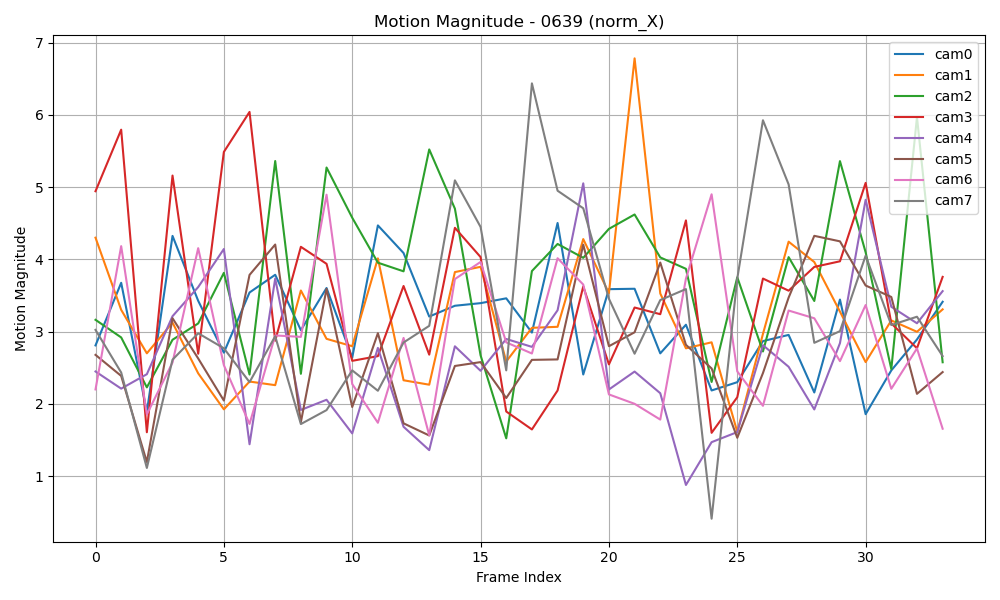 Motion Magnitude - 0639 (norm_X)
7
6
5
4
3
2
1
Motion Magnitude
0 5 10 15 20 25 30
Frame Index
cam0
cam1
cam2
cam3
cam4
cam5
cam6
cam7